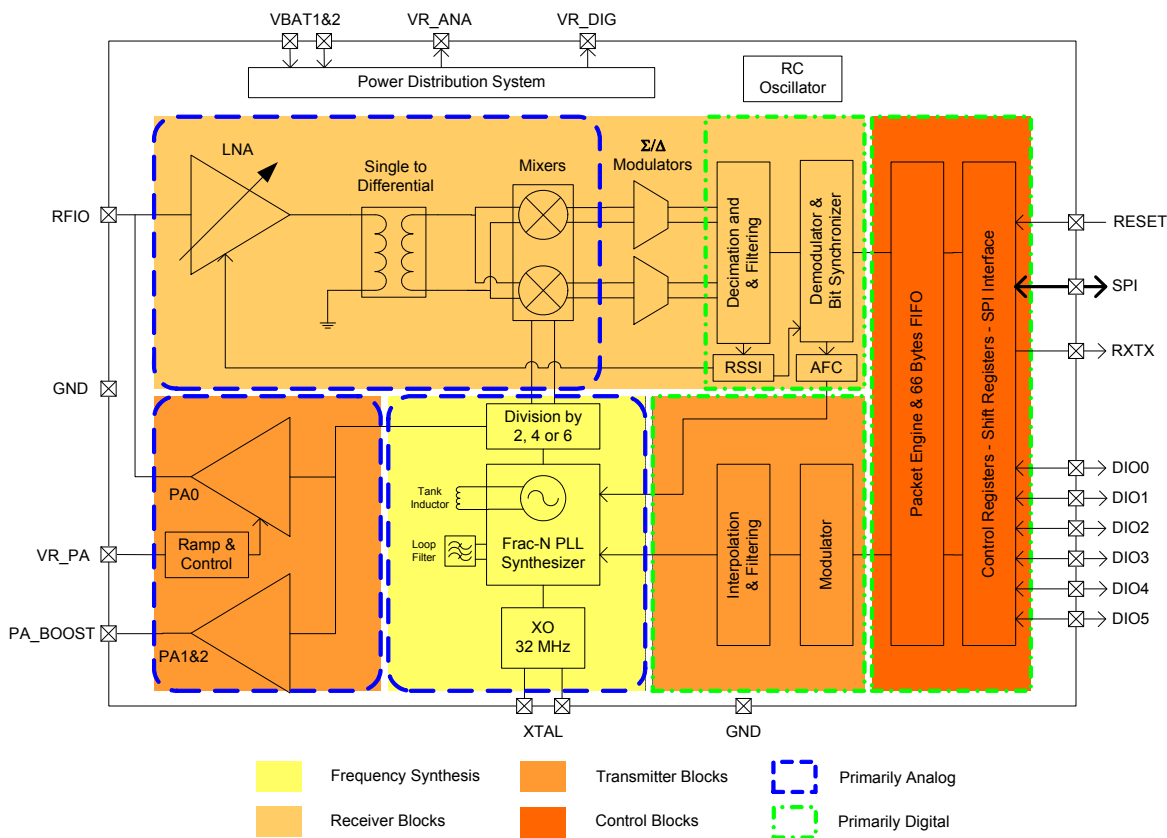 VBAT1&2
VR_ANA
VR_DIG
Power Distribution System
RC
Oscillator
LNA
Single to
Differential
Mixers
Σ/Δ
Modulators
Decimation and
& Filtering
Demodulator &
Bit Synchronizer
RSSI
AFC
RFIO
GND
VR_PA
PA_BOOST
PA0
Ramp &
Control
PA1&2
Division by
2, 4 or 6
Tank
Inductor
Loop
Filter
Frac-N PLL
Synthesizer
XO
32 MHz
Interpolation
& Filtering
Modulator
Packet Engine & 66 Bytes FIFO
Control Registers - Shift Registers - SPI Interface
RESET
SPI
RXTX
DIO0
DIO1
DIO2
DIO3
DIO4
DIO5
XTAL
GND
Frequency Synthesis
Transmitter Blocks
Primarily Analog
Receiver Blocks
Control Blocks
Primarily Digital